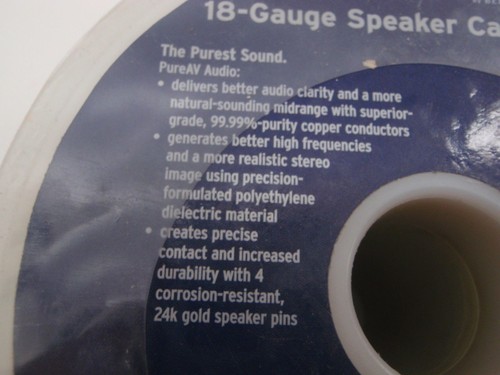 18-Gauge Speaker Ca
The Purest Sound.
PureAV Audio:
• delivers better audio clarity and a more
natural-sounding midrange with superior-
grade, 99.99%-purity copper conductors
• generates better high frequencies
and a more realistic stereo
image using precision-
formulated polyethylene
dielectric material
• creates precise
contact and increased
durability with 4
corrosion-resistant,
24k gold speaker pins